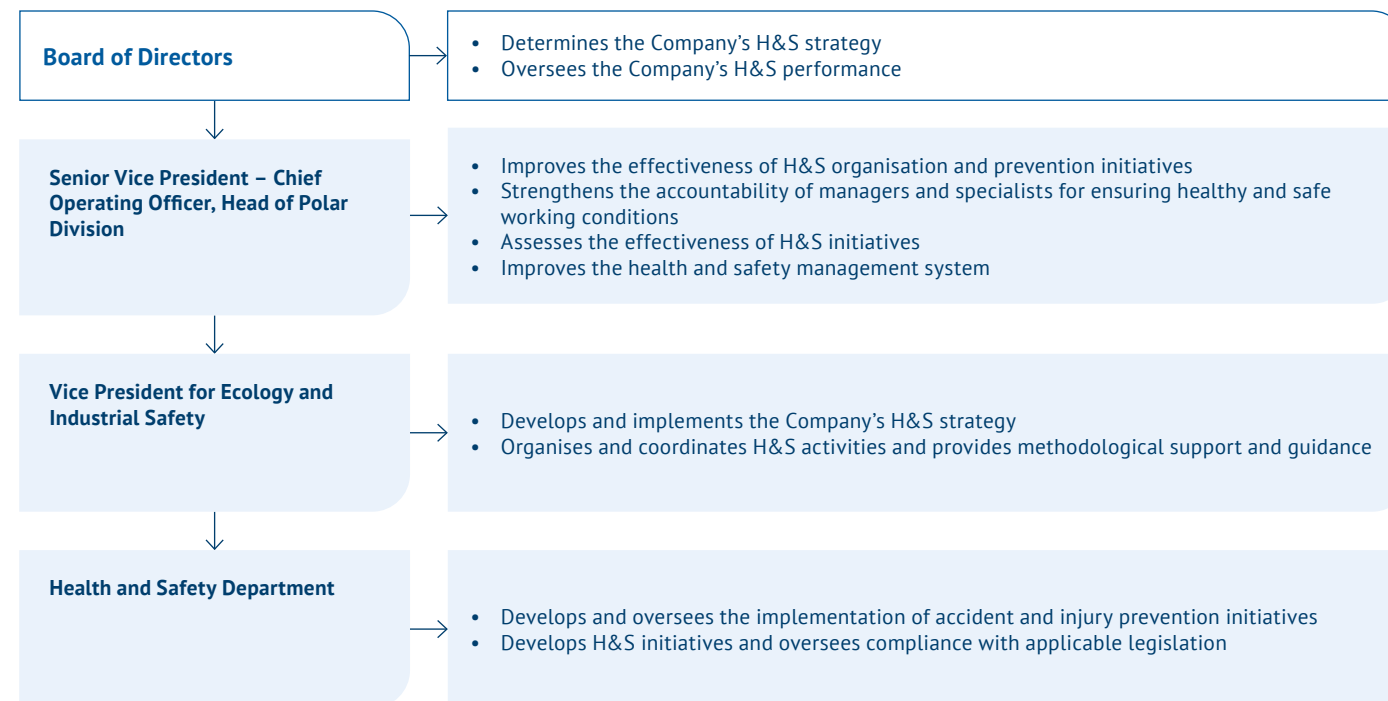 Board of Directors
• Determines the Company’s H&S strategy
• Oversees the Company’s H&S performance
Senior Vice President – Chief
Operating Officer, Head of Polar
Division
• Improves the effectiveness of H&S organisation and prevention initiatives
• Strengthens the accountability of managers and specialists for ensuring healthy and safe
working conditions
• Assesses the effectiveness of H&S initiatives
• Improves the health and safety management system
Vice President for Ecology and
Industrial Safety
• Develops and implements the Company’s H&S strategy
• Organises and coordinates H&S activities and provides methodological support and guidance
Health and Safety Department
• Develops and oversees the implementation of accident and injury prevention initiatives
• Develops H&S initiatives and oversees compliance with applicable legislation